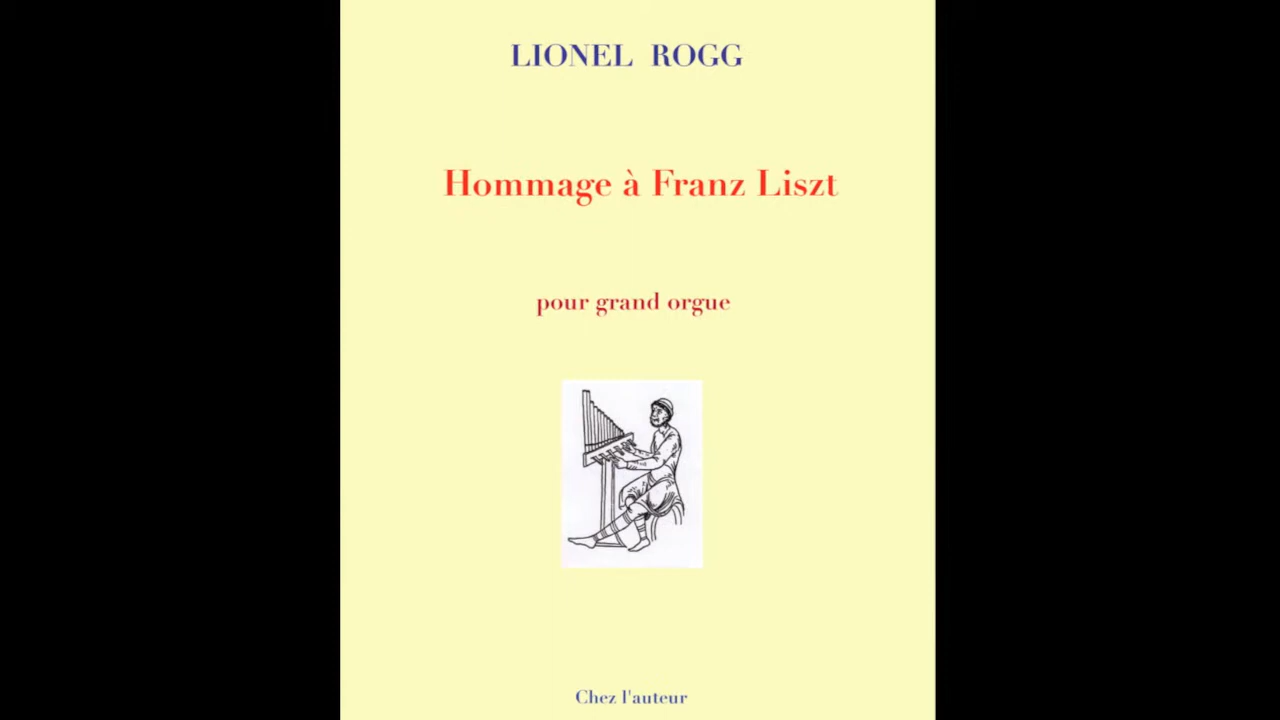 LIONEL ROGG
Hommage à Franz Liszt
pour grand orgue
Chez l'auteur